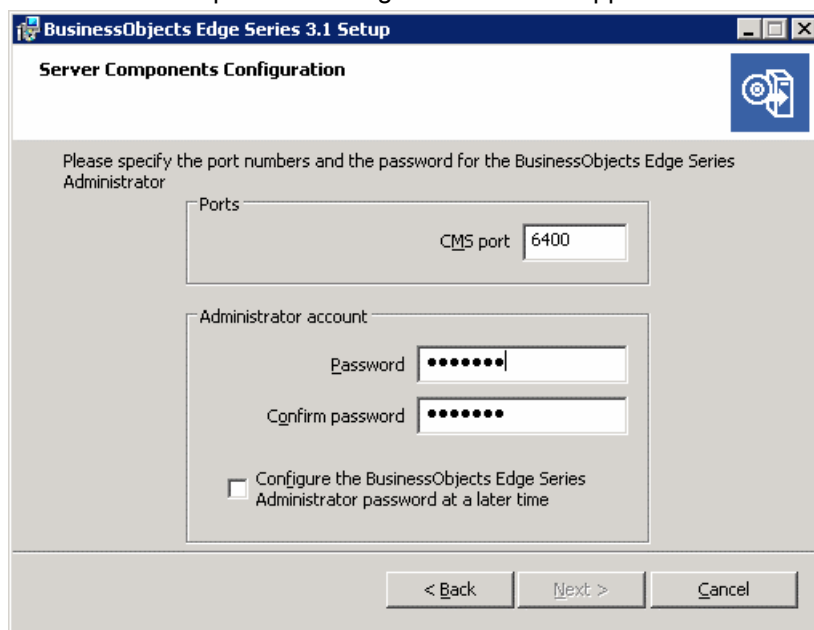 BusinessObjects Edge Series 3.1 Setup
Server Components Configuration
Please specify the port numbers and the password for the BusinessObjects Edge Series
Administrator
Ports
CMS port 6400
Administrator account
Password •••••••
Confirm password •••••••
Configure the BusinessObjects Edge Series
Administrator password at a later time
< Back Next > Cancel